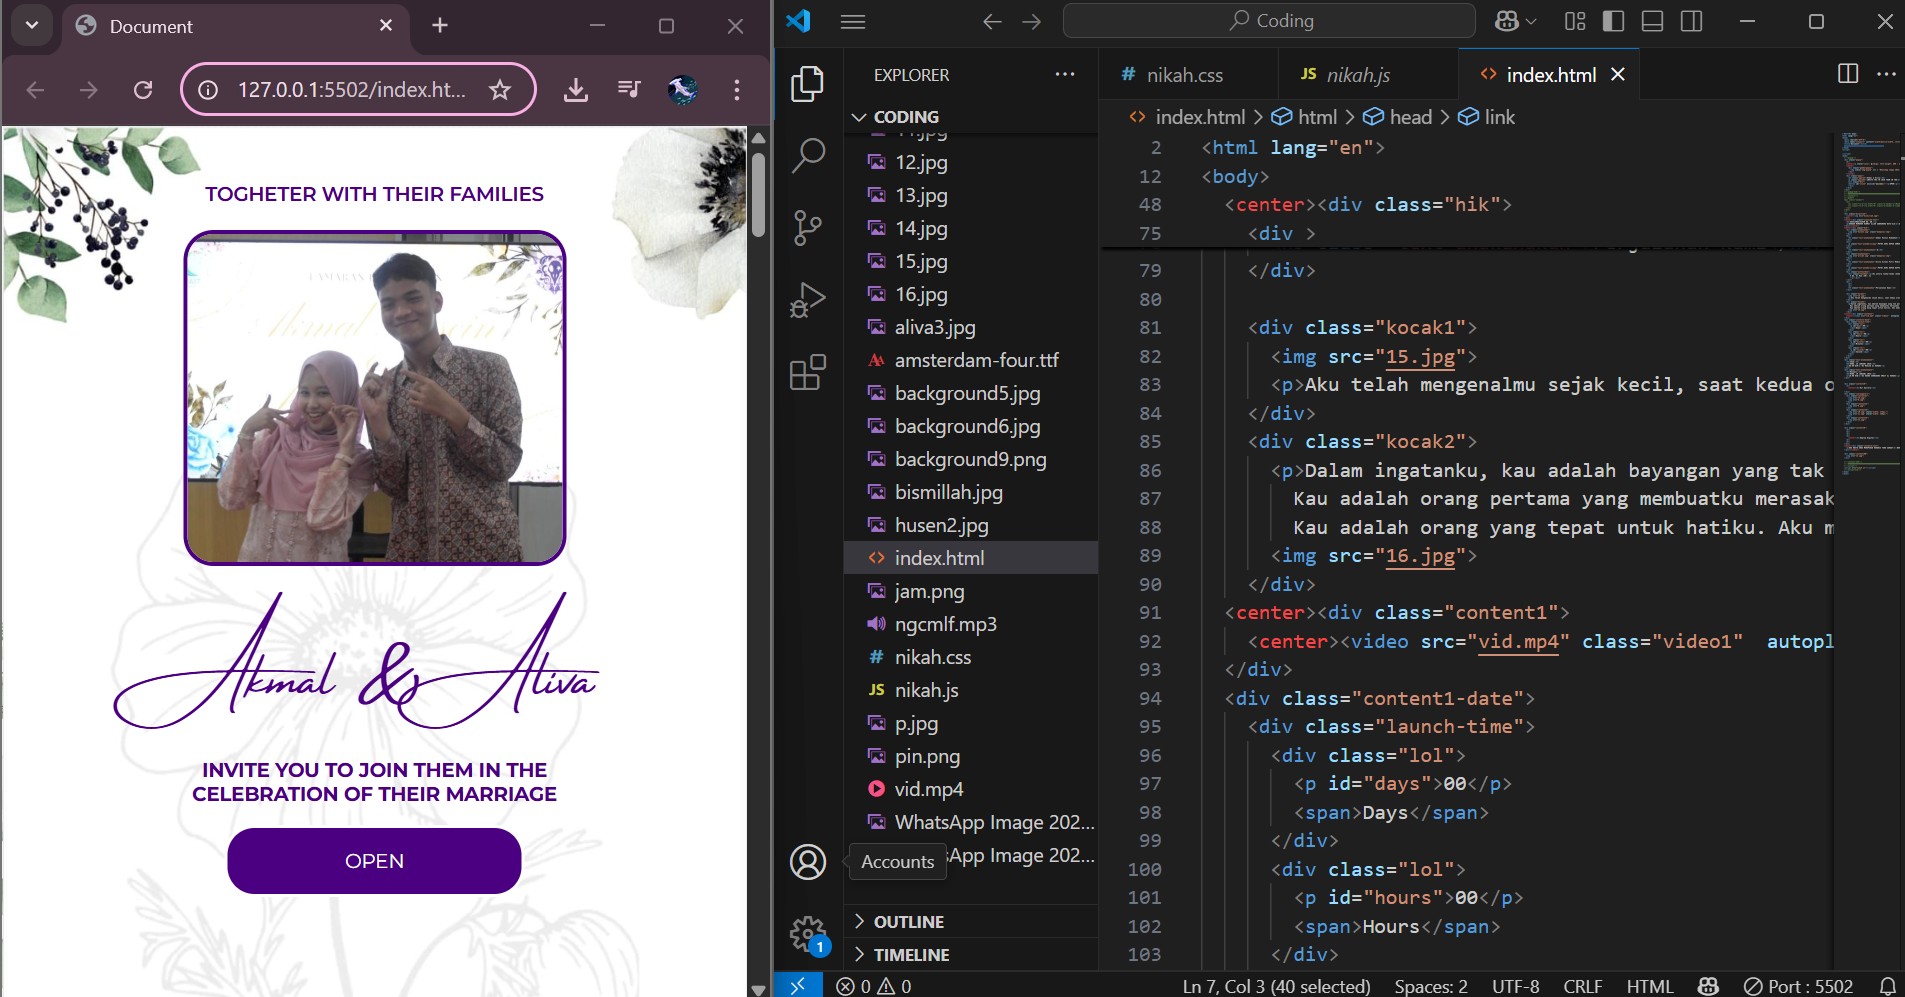 Document
127.0.0.1:5502/index.ht...
TOGHETER WITH THEIR FAMILIES
Akmal & Aliva
INVITE YOU TO JOIN THEM IN THE
CELEBRATION OF THEIR MARRIAGE
OPEN
Coding
EXPLORER
CODING
12.jpg
13.jpg
14.jpg
15.jpg
16.jpg
aliva3.jpg
amsterdam-four.ttf
background5.jpg
background6.jpg
background9.png
bismillah.jpg
husen2.jpg
index.html
jam.png
ngcmlf.mp3
nikah.css
nikah.js
p.jpg
pin.png
vid.mp4
WhatsApp Image 202...
App Image 202...
Accounts
OUTLINE
TIMELINE
1
# nikah.css
JS nikah.js
<> index.html
<> index.html > html > head > link
2 <html lang="en">
12 <body>
48 <center><div class="hik">
75 <div >
79 </div>
80
81 <div class="kocak1">
82 <img src="15.jpg">
83 <p>Aku telah mengenalmu sejak kecil, saat kedua o
84 </div>
85 <div class="kocak2">
86 <p>Dalam ingatanku, kau adalah bayangan yang tak
87 Kau adalah orang pertama yang membuatku merasak
88 Kau adalah orang yang tepat untuk hatiku. Aku m
89 <img src="16.jpg">
90 </div>
91 <center><div class="content1">
92 <center><video src="vid.mp4" class="video1" autopl
93 </div>
94 <div class="content1-date">
95 <div class="launch-time">
96 <div class="lol">
97 <p id="days">00</p>
98 <span>Days</span>
99 </div>
100 <div class="lol">
101 <p id="hours">00</p>
102 <span>Hours</span>
103 </div>
0 0
Ln 7, Col 3 (40 selected) Spaces: 2 UTF-8 CRLF HTML Port : 5502